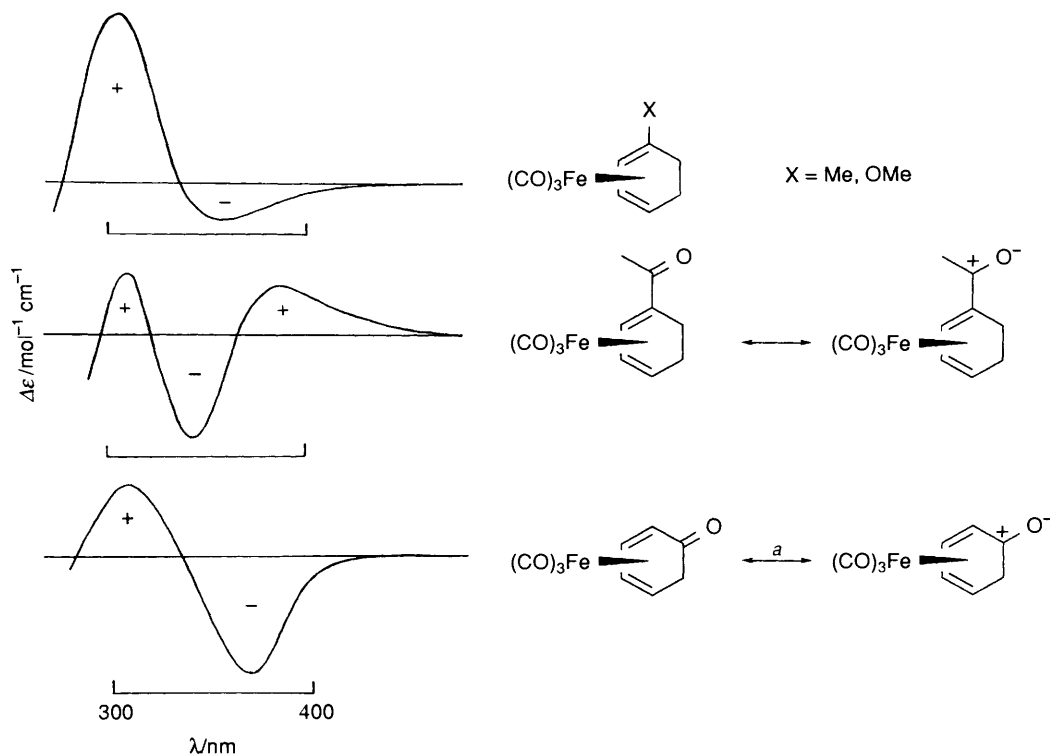 +
−
X
(CO)₃Fe
X = Me, OMe
Δε/mol⁻¹ cm⁻¹
+
−
+
O
(CO)₃Fe
+
O⁻
(CO)₃Fe
+
−
O
(CO)₃Fe
a
+
O⁻
(CO)₃Fe
300
400
λ/nm